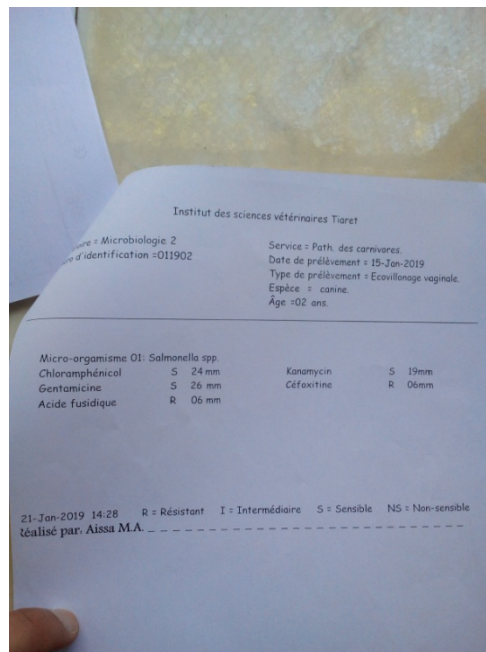 Institut des sciences vétérinaires Tiaret
= Microbiologie 2
d'identification =011902
Service = Path. des carnivores.
Date de prélèvement = 15-Jan-2019
Type de prélèvement = Ecovillonage vaginale.
Espèce = canine.
Âge =02 ans.
Micro-orgamisme 01: Salmonella spp.
Chloramphénicol S 24 mm Kanamycin S 19mm
Gentamicine S 26 mm Céfoxitine R 06mm
Acide fusidique R 06 mm
21-Jan-2019 14:28 R = Résistant I = Intermédiaire S = Sensible NS = Non-sensible
Réalisé par. Aissa M.A.